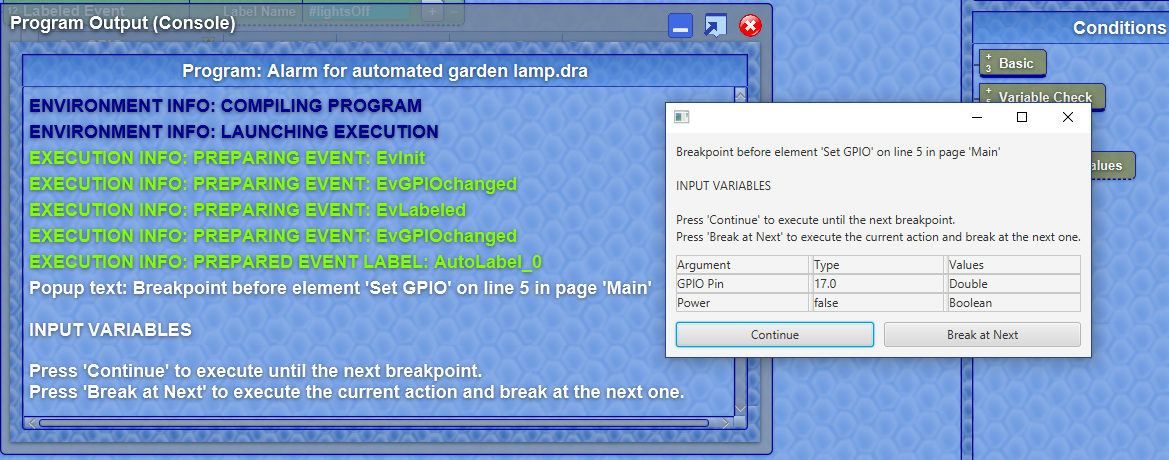 12 Labeled Event Label Name #lightsOff + −
Program Output (Console)
Program: Alarm for automated garden lamp.dra
ENVIRONMENT INFO: COMPILING PROGRAM
ENVIRONMENT INFO: LAUNCHING EXECUTION
EXECUTION INFO: PREPARING EVENT: EvInit
EXECUTION INFO: PREPARING EVENT: EvGPIOchanged
EXECUTION INFO: PREPARING EVENT: EvLabeled
EXECUTION INFO: PREPARING EVENT: EvGPIOchanged
EXECUTION INFO: PREPARED EVENT LABEL: AutoLabel_0
Popup text: Breakpoint before element 'Set GPIO' on line 5 in page 'Main'
INPUT VARIABLES
Press 'Continue' to execute until the next breakpoint.
Press 'Break at Next' to execute the current action and break at the next one.
Breakpoint before element 'Set GPIO' on line 5 in page 'Main'
INPUT VARIABLES
Press 'Continue' to execute until the next breakpoint.
Press 'Break at Next' to execute the current action and break at the next one.
Argument Type Values
GPIO Pin 17.0 Double
Power false Boolean
Continue Break at Next
Conditions
+ 3 Basic
+ Variable Check
alues